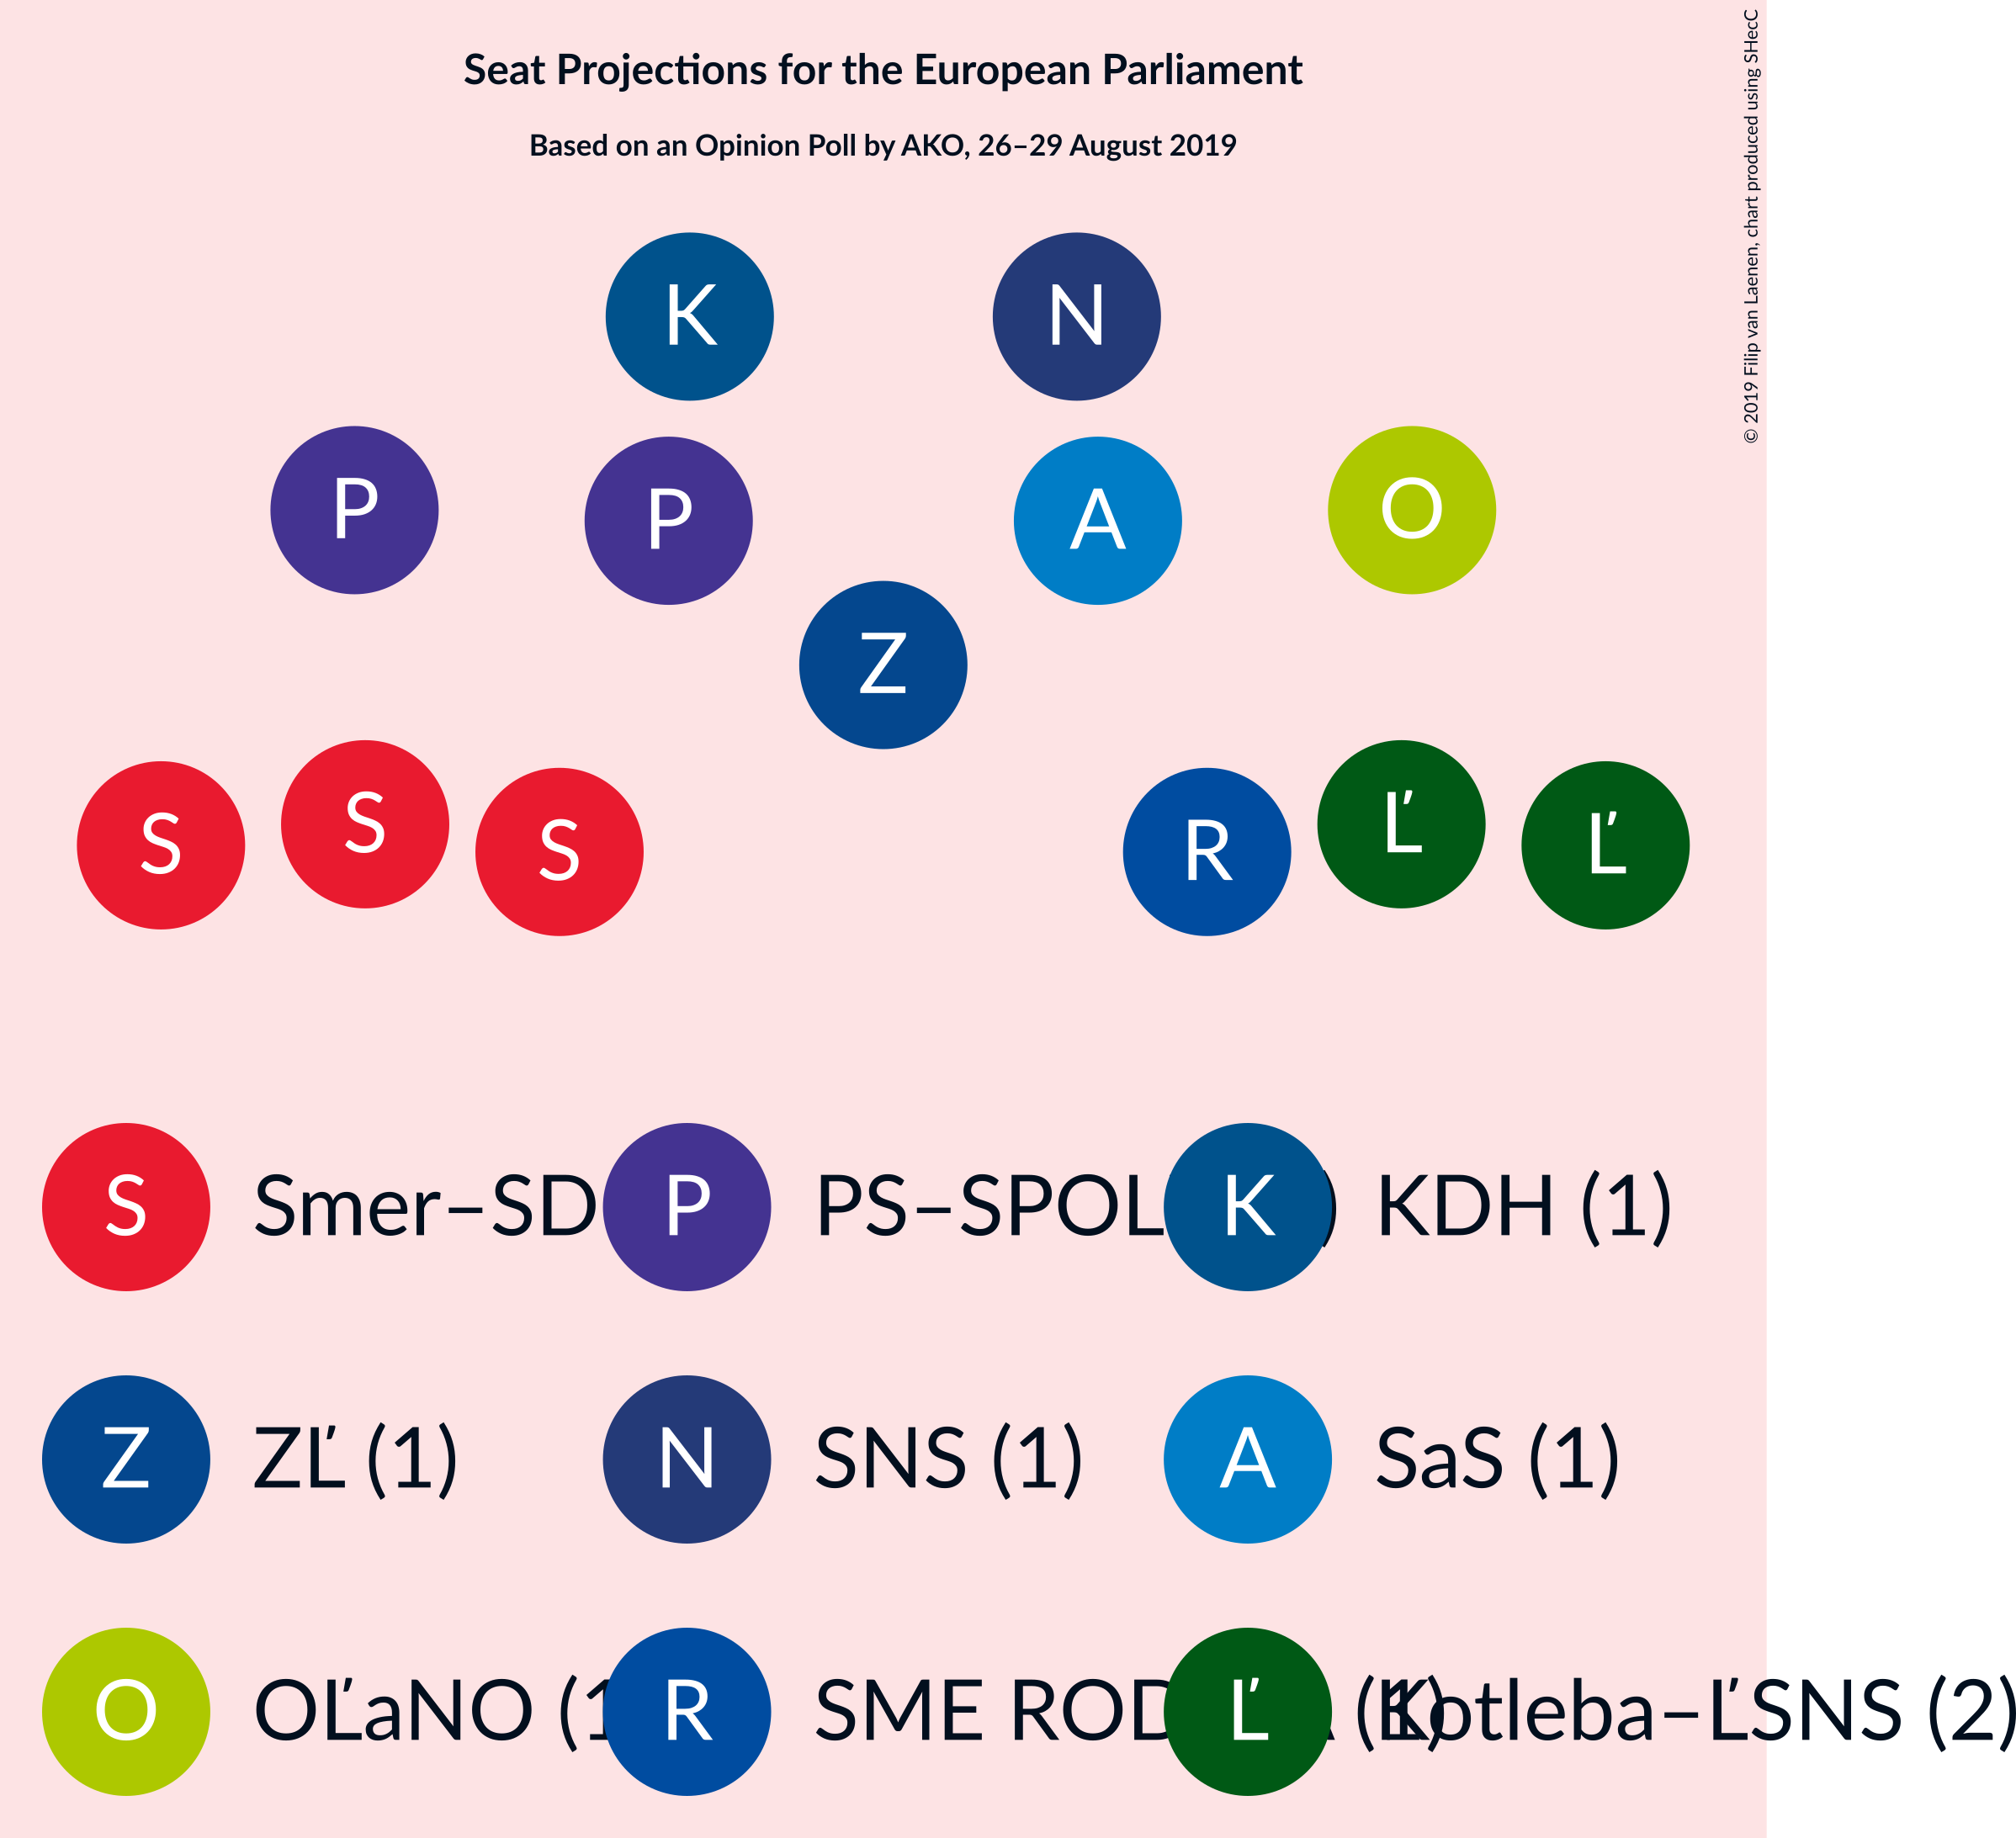 Seat Projections for the European Parliament
Based on an Opinion Poll by AKO, 26–29 August 2019
© 2019 Filip van Laenen, chart produced using SHecC
K N
P P A O
Z
S S S R Ľ Ľ
S Smer–SD P PS–SPOL K ) KDH (1)
Z ZĽ (1) N SNS (1) A SaS (1)
O OĽaNO (1 R SME ROD Ľ Kotleba–ĽSNS (2)